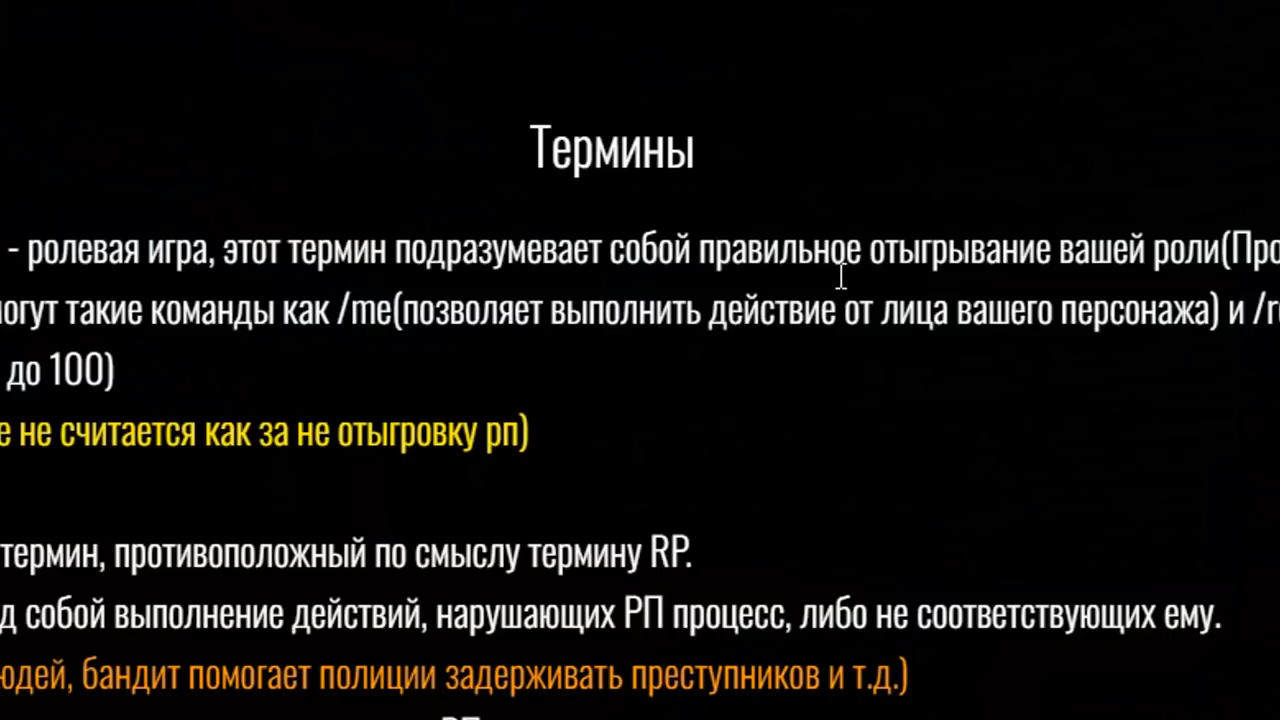 Термины
- ролевая игра, этот термин подразумевает собой правильное отыгрывание вашей роли(Про
могут такие команды как /me(позволяет выполнить действие от лица вашего персонажа) и /r
до 100)
е не считается как за не отыгровку рп)
термин, противоположный по смыслу термину RP.
д собой выполнение действий, нарушающих РП процесс, либо не соответствующих ему.
юдей, бандит помогает полиции задерживать преступников и т.д.)